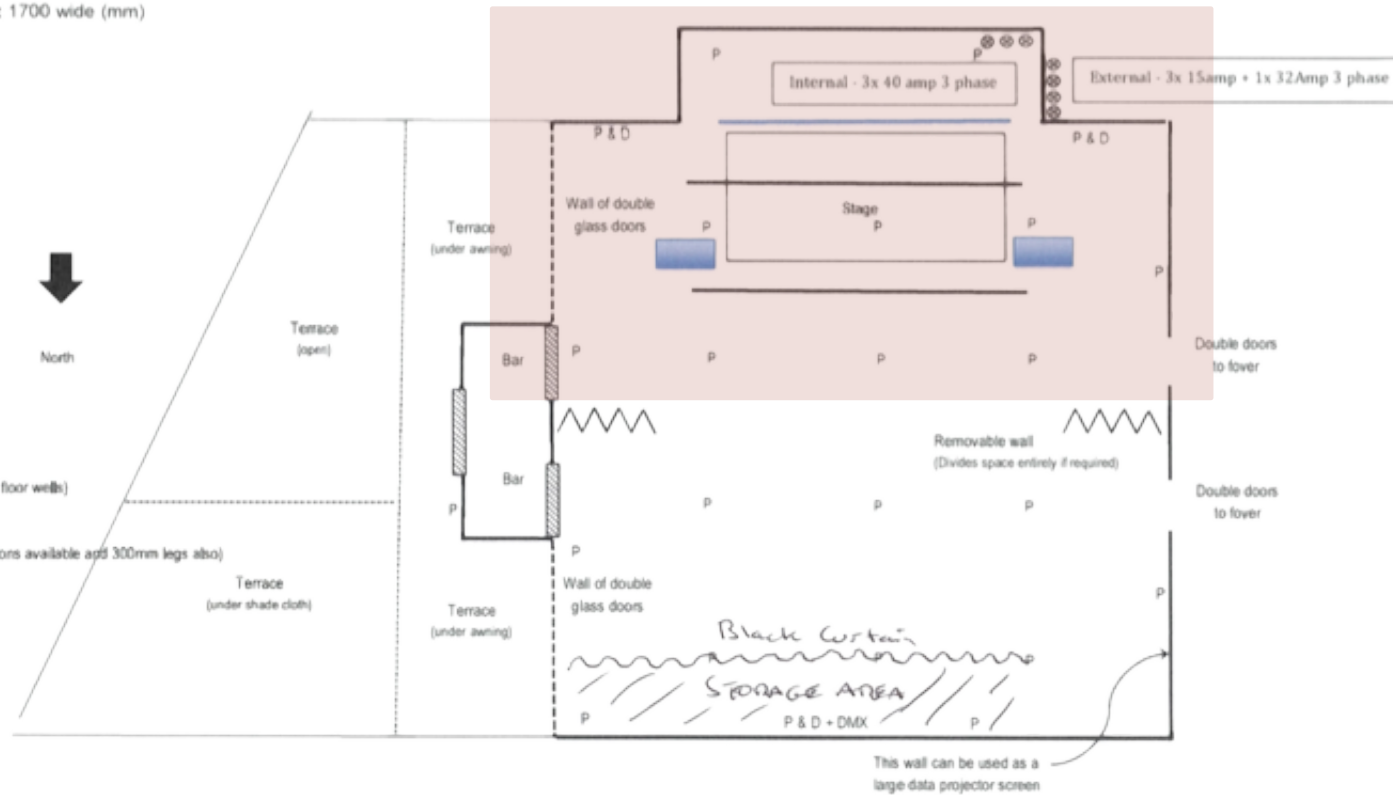 : 1700 wide (mm)
P
P
Internal - 3x 40 amp 3 phase
External - 3x 15amp + 1x 32Amp 3 phase
P & D
P & D
Wall of double
glass doors
Stage
P
P
P
Terrace
(under awning)
P
North
Terrace
(open)
Bar
P
P
P
P
Double doors
to fover
Removable wall
(Divides space entirely if required)
floor wells)
Bar
P
P
P
P
Double doors
to fover
ons available and 300mm legs also)
P
Terrace
(under shade cloth)
Terrace
(under awning)
Wall of double
glass doors
P
Black Curtain
P
P
P
STORAGE AREA
P
P & D + DMX
P
This wall can be used as a
large data projector screen